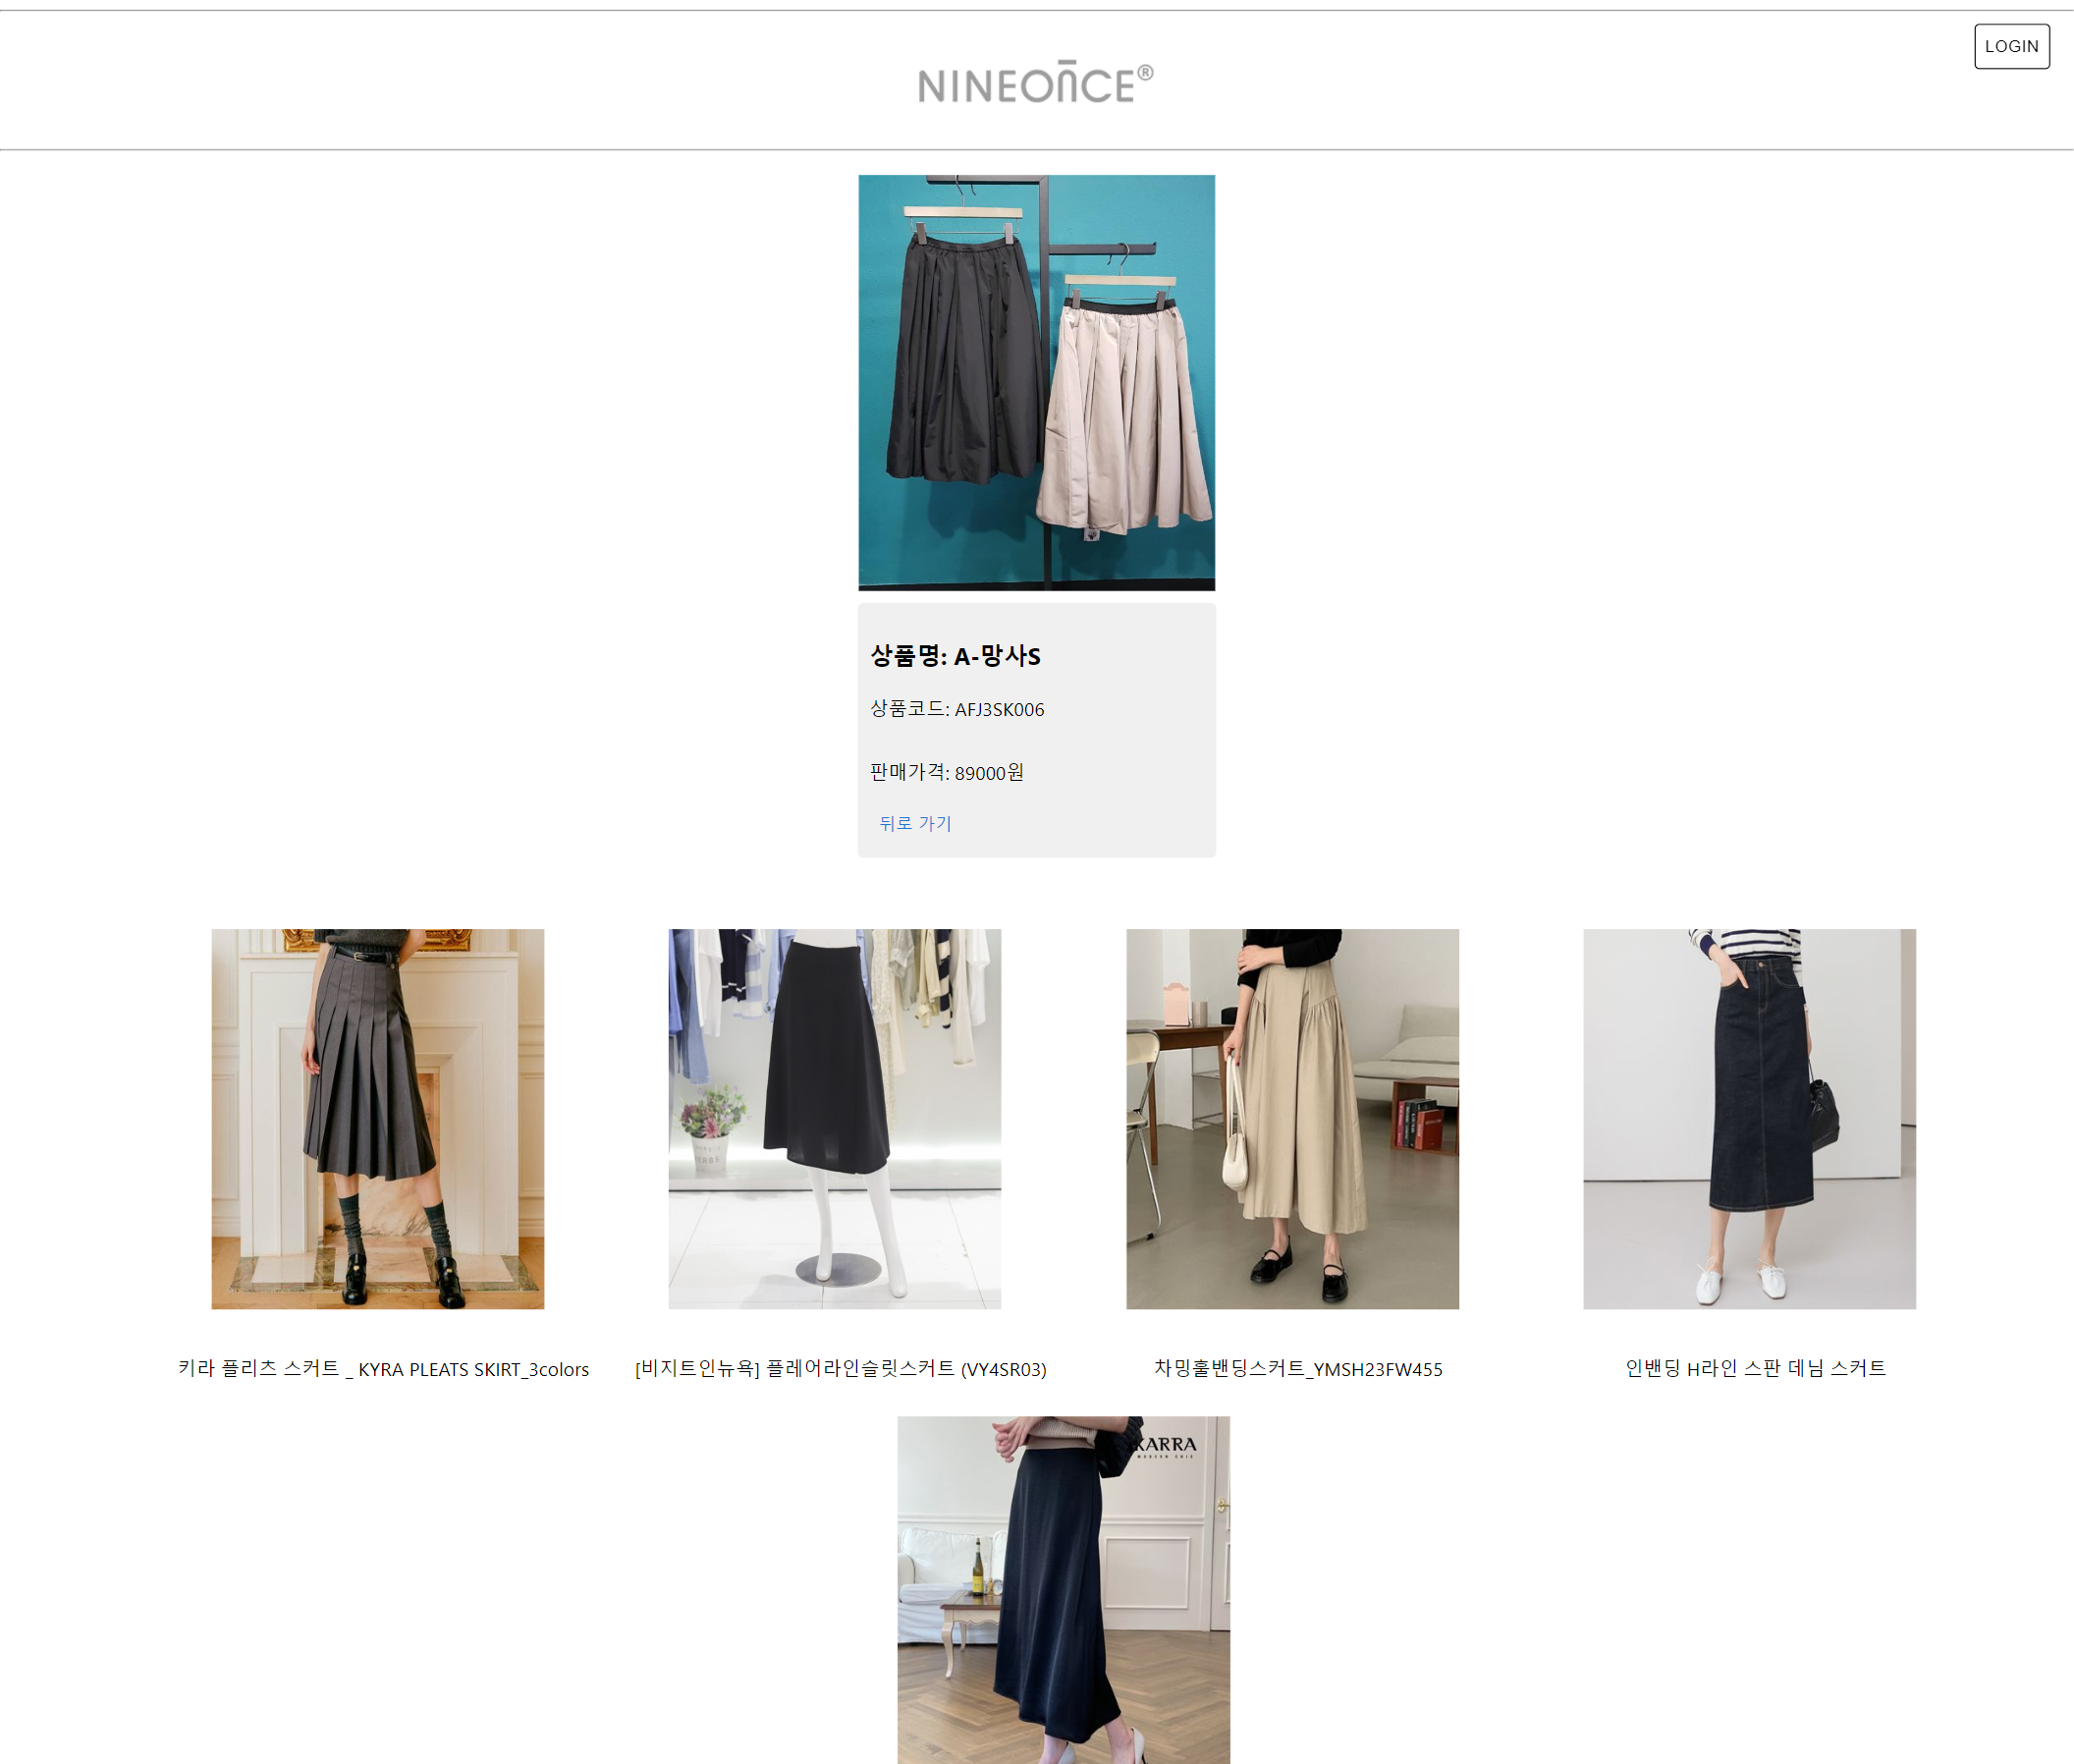 LOGIN
NINEONCE®
상품명: A-망사S
상품코드: AFJ3SK006
판매가격: 89000원
뒤로 가기
키라 플리츠 스커트 _ KYRA PLEATS SKIRT_3colors
[비지트인뉴욕] 플레어라인슬릿스커트 (VY4SR03)
차밍훌밴딩스커트_YMSH23FW455
인밴딩 H라인 스판 데님 스커트
KARRA
MODERN CHIC